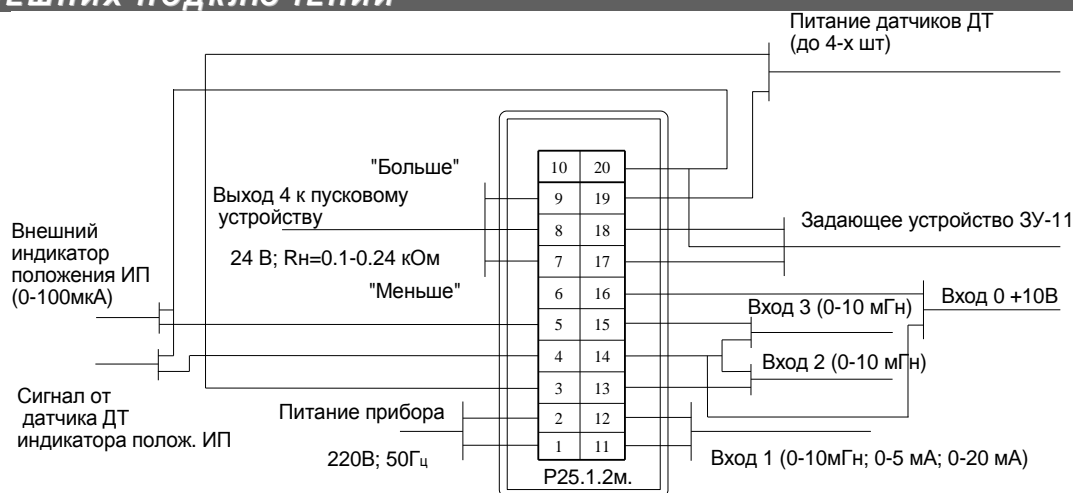 ЕШНИХ ПОДКЛЮЧЕНИЙ
Питание датчиков ДТ
(до 4-х шт)
"Больше"
10 20
Выход 4 к пусковому
устройству
9 19
8 18
Задающее устройство ЗУ-11
Внешний
индикатор
положения ИП
(0-100мкА)
24 В; Rн=0.1-0.24 кОм
7 17
"Меньше"
6 16
Вход 0 +10В
Вход 3 (0-10 мГн)
5 15
4 14
Вход 2 (0-10 мГн)
3 13
Сигнал от
датчика ДТ
индикатора полож. ИП
Питание прибора
2 12
220В; 50Гц
1 11
Вход 1 (0-10мГн; 0-5 мА; 0-20 мА)
Р25.1.2м.